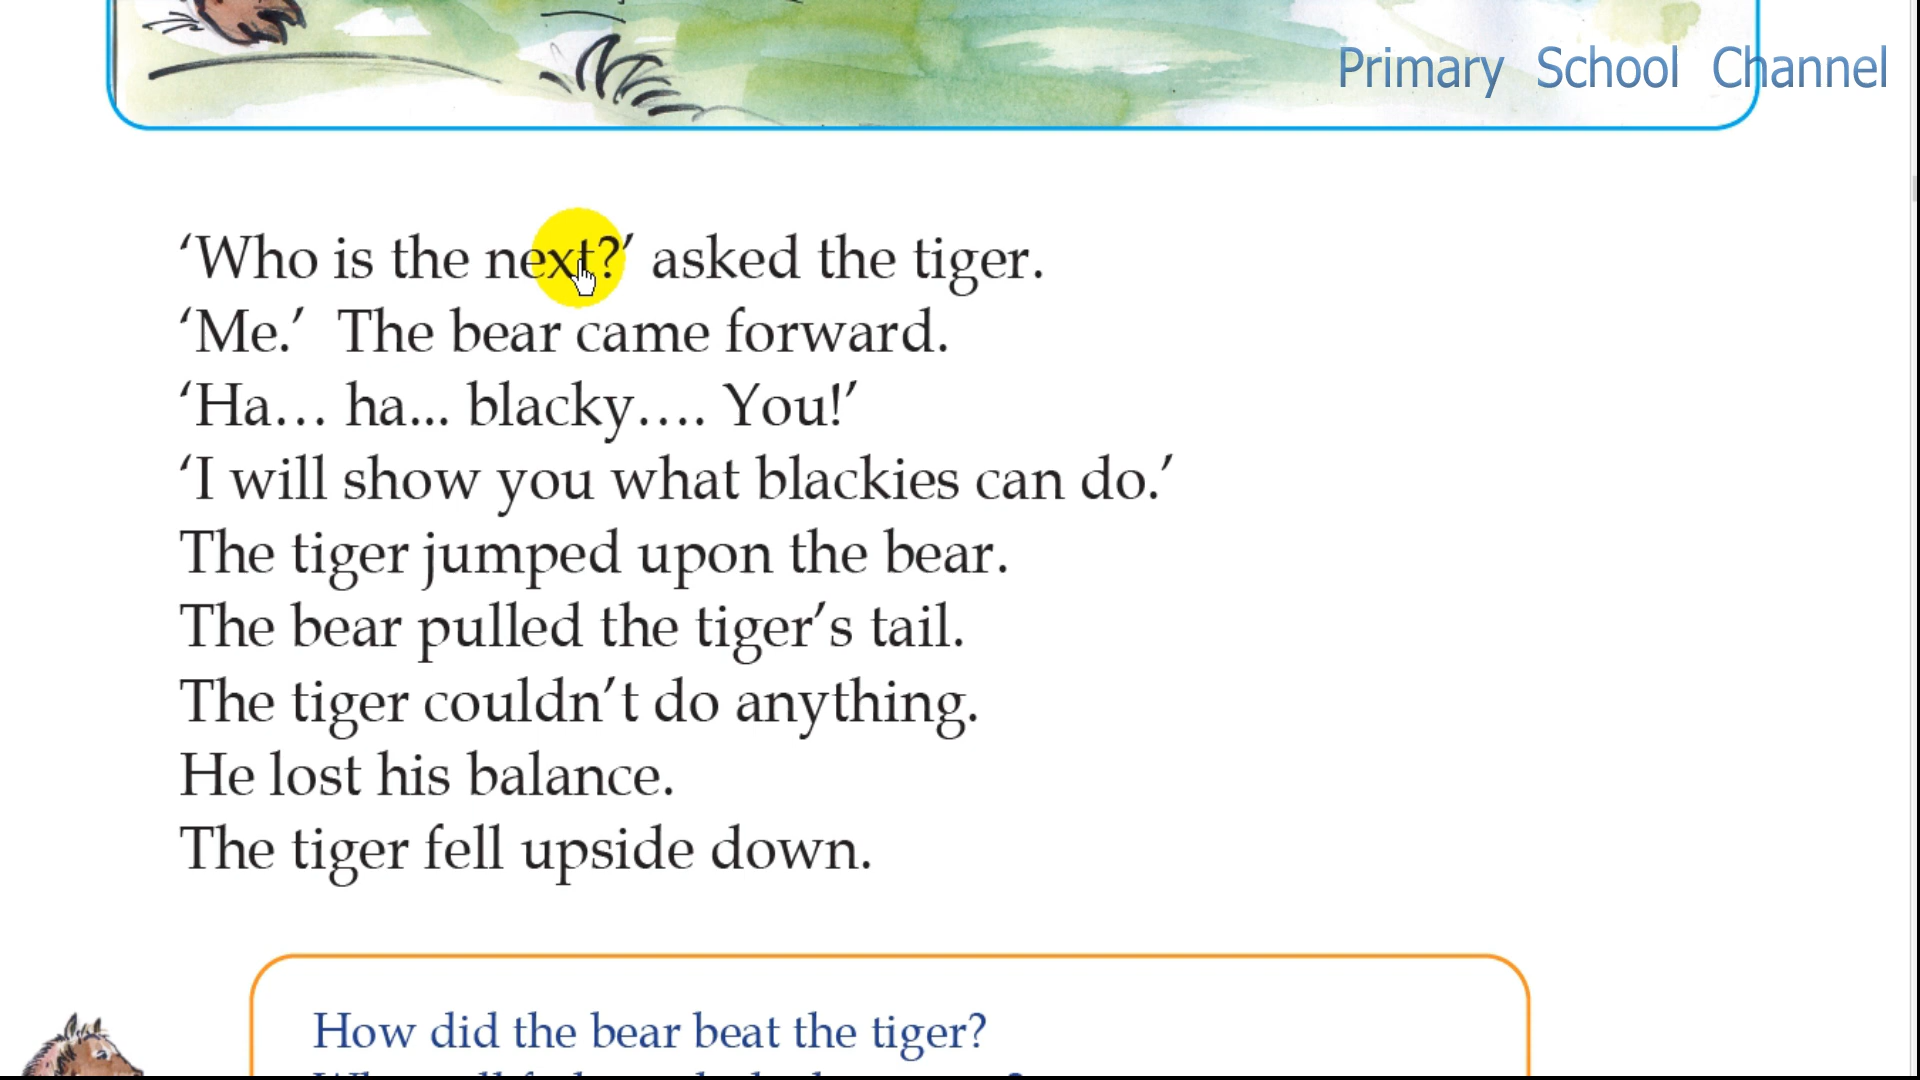 Primary School Channel
‘Who is the next?’ asked the tiger.
‘Me.’ The bear came forward.
‘Ha… ha... blacky…. You!’
‘I will show you what blackies can do.’
The tiger jumped upon the bear.
The bear pulled the tiger’s tail.
The tiger couldn’t do anything.
He lost his balance.
The tiger fell upside down.
How did the bear beat the tiger?